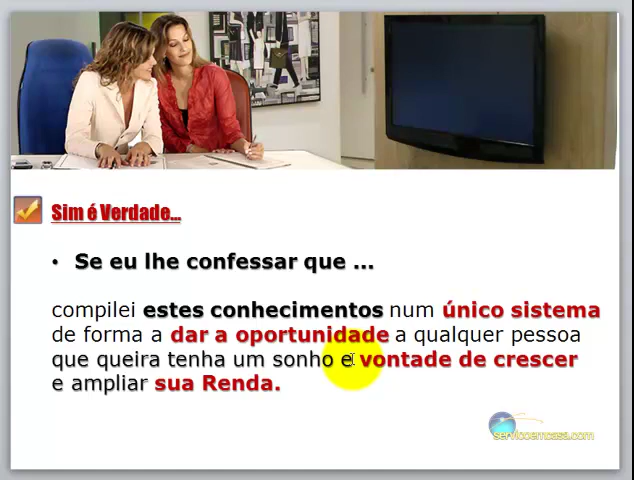 Sim é Verdade...
• Se eu lhe confessar que ...
compilei estes conhecimentos num único sistema
de forma a dar a oportunidade a qualquer pessoa
que queira tenha um sonho e vontade de crescer
e ampliar sua Renda.
servicoemcasa.com